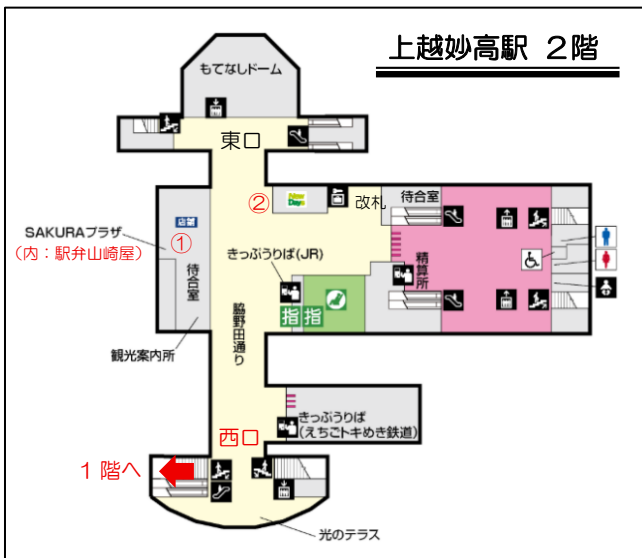 上越妙高駅 2階
もてなしドーム
東口
②
New Days
改札
待合室
売店
SAKURAプラザ
①
(内：駅弁山崎屋)
きっぷうりば(JR)
精算所
待合室
脇野田通り
指 指
観光案内所
きっぷうりば
(えちごトキめき鉄道)
西口
1階へ
光のテラス